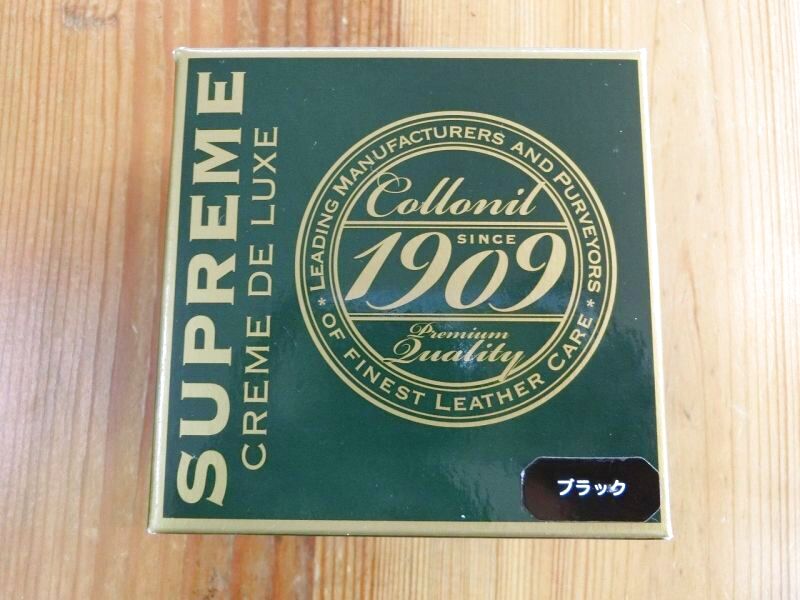 SUPREME
CREME DE LUXE
* LEADING MANUFACTURERS AND PURVEYORS *
OF FINEST LEATHER CARE
Collonil
SINCE
1909
Premium
Quality
ブラック